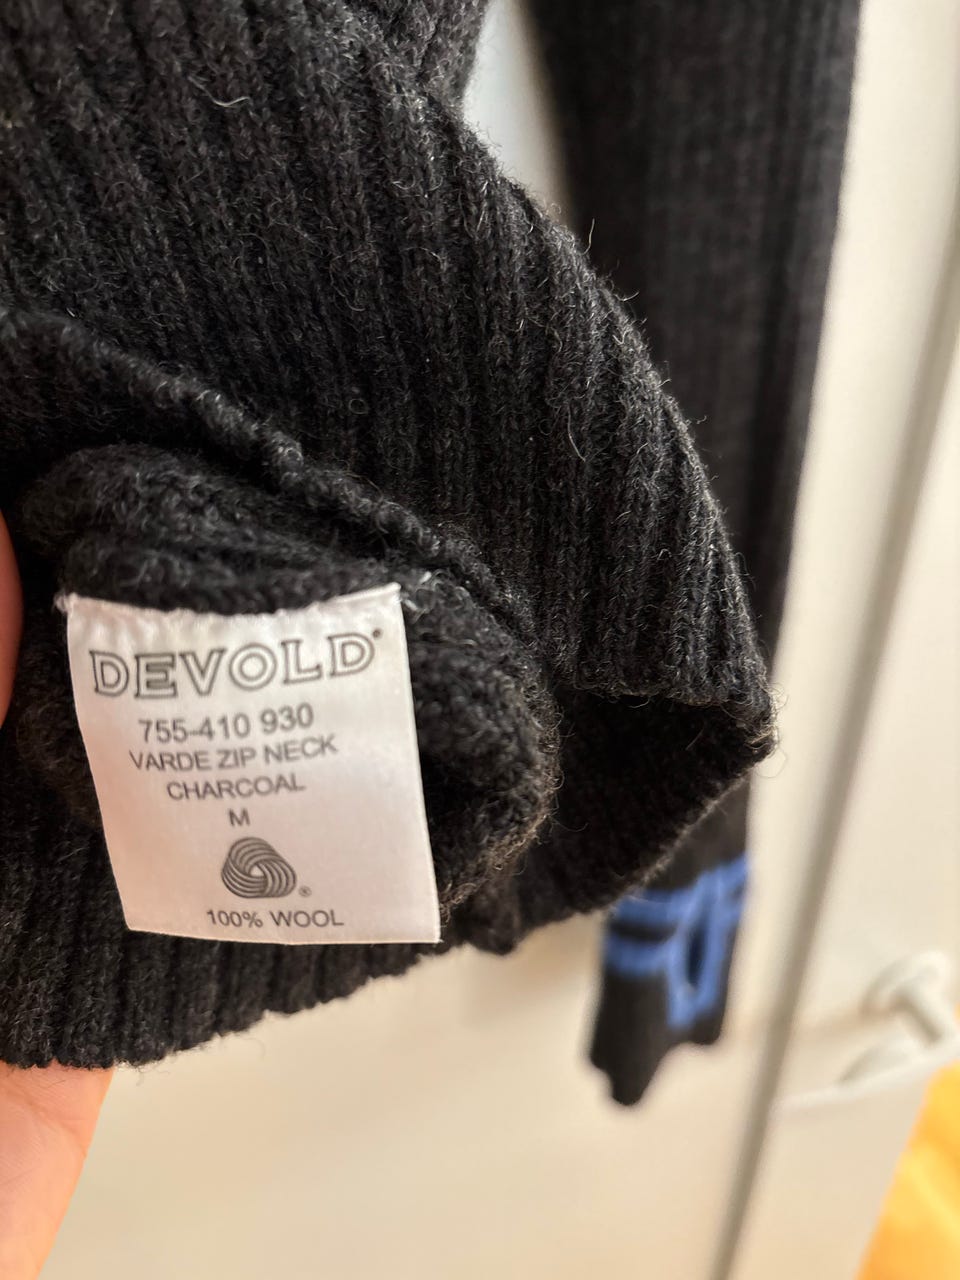 DEVOLD®
755-410 930
VARDE ZIP NECK
CHARCOAL
M
®
100% WOOL